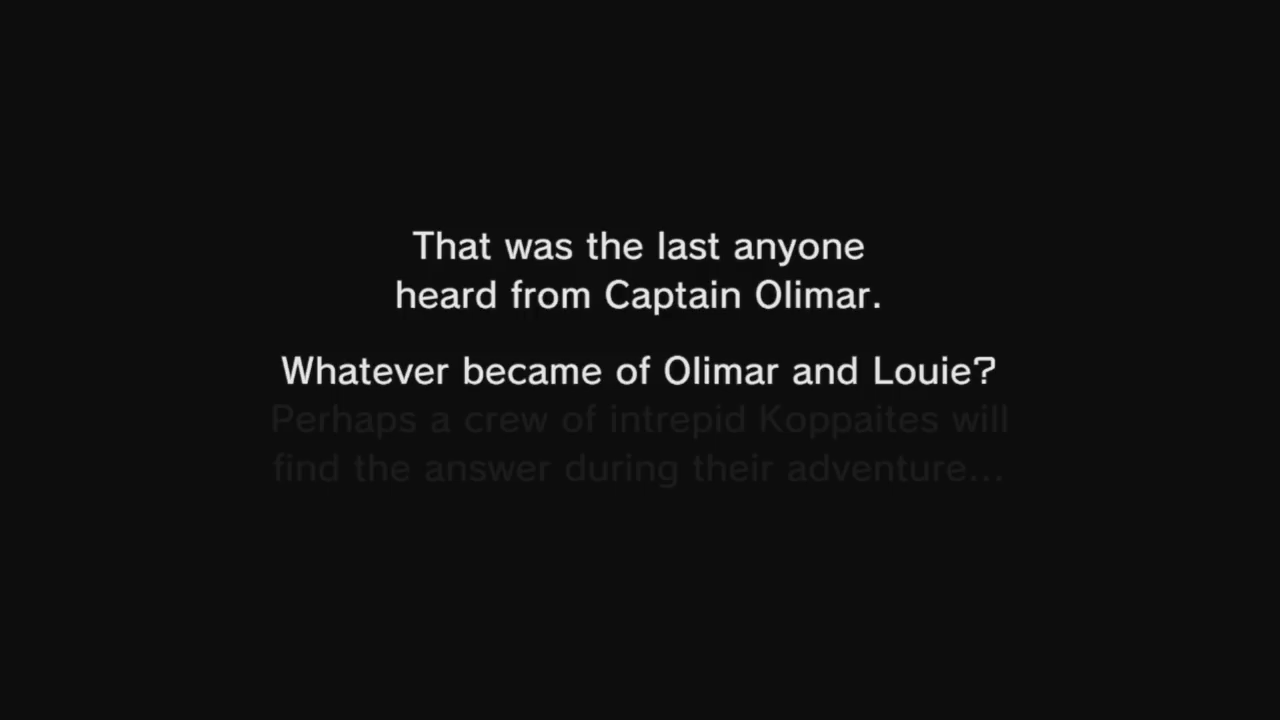 That was the last anyone
heard from Captain Olimar.
Whatever became of Olimar and Louie?
Perhaps a crew of intrepid Koppaites will
find the answer during their adventure...